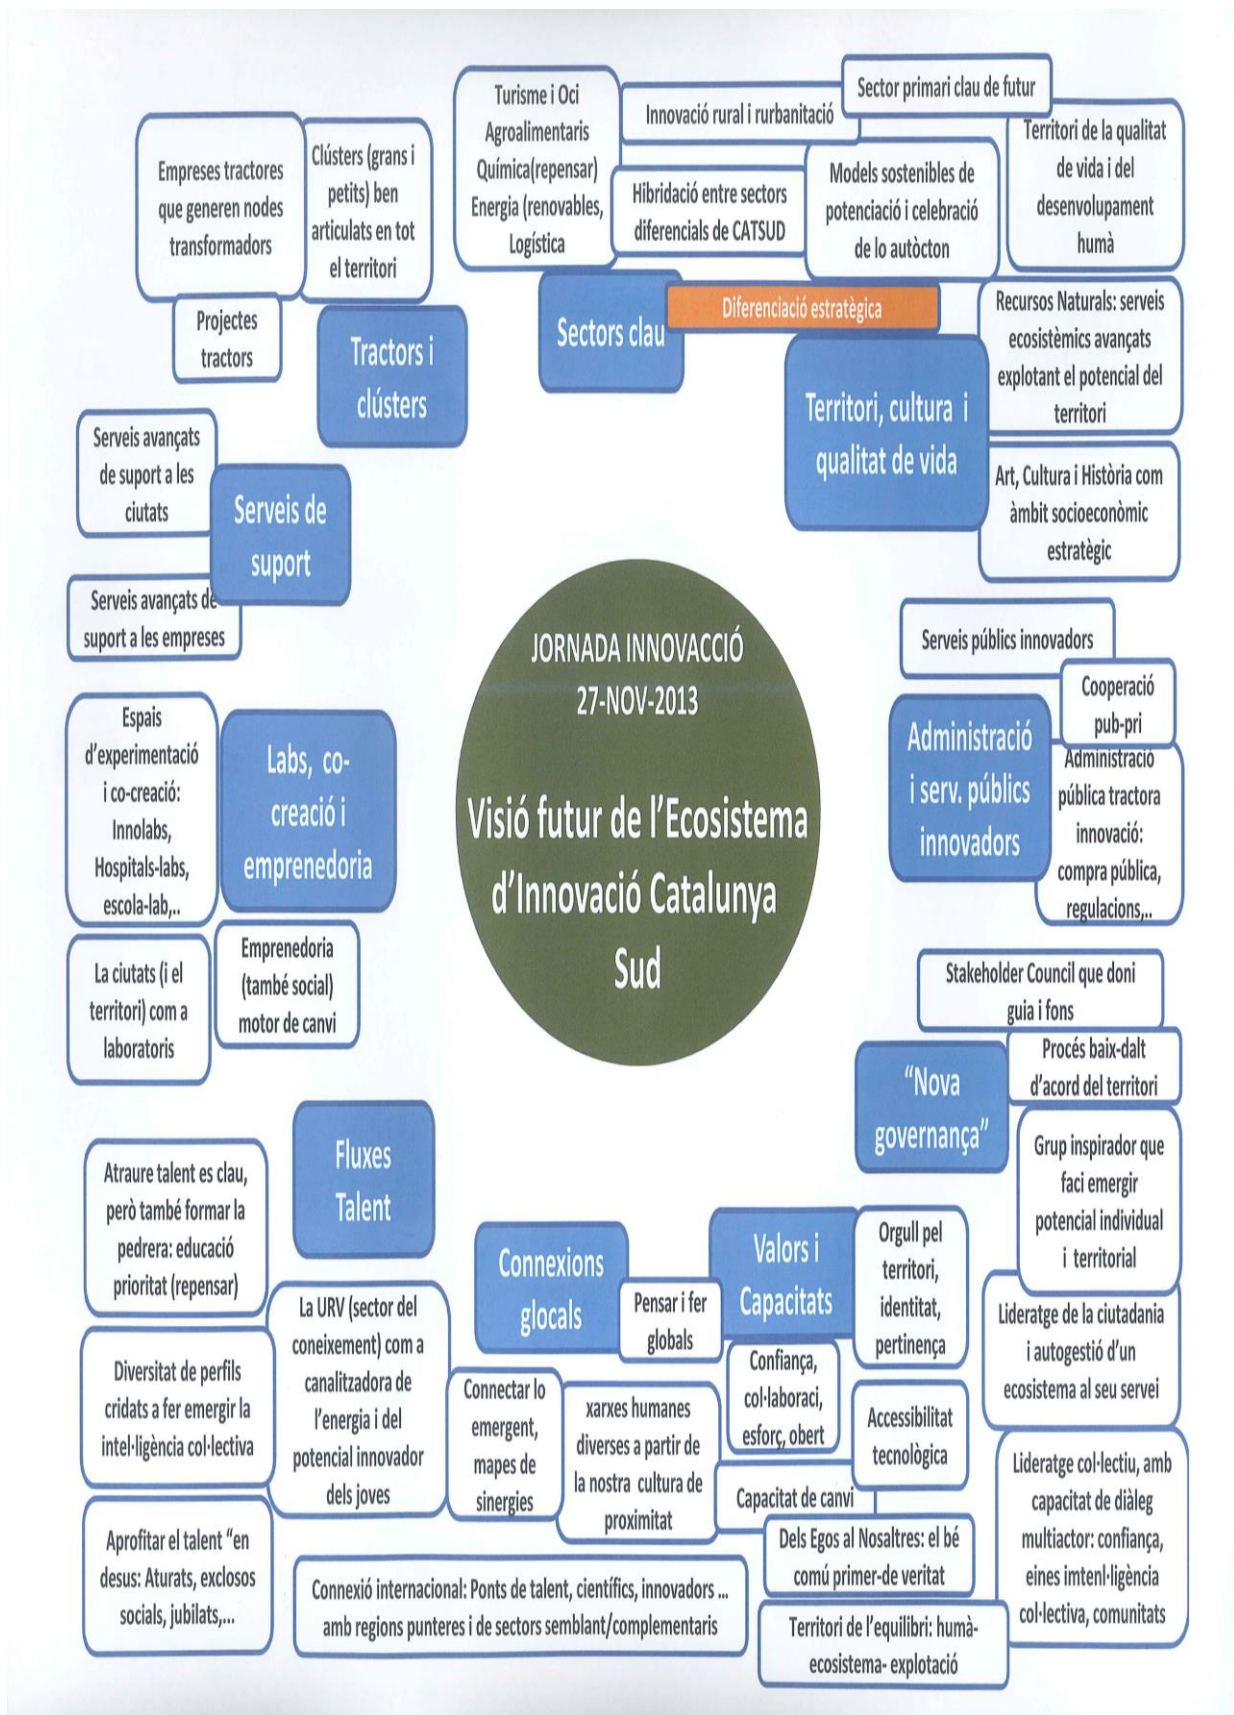 Turisme i Oci
Agroalimentaris
Química(repensar)
Energia (renovables,
Logística
Innovació rural i rurbanitació
Sector primari clau de futur
Hibridació entre sectors
diferencials de CATSUD
Models sostenibles de
potenciació i celebració
de lo autòcton
Territori de la qualitat
de vida i del
desenvolupament
humà
Empreses tractores
que generen nodes
transformadors
Clústers (grans i
petits) ben
articulats en tot
el territori
Projectes
tractors
Tractors i
clústers
Sectors clau
Diferenciació estratègica
Territori, cultura i
qualitat de vida
Recursos Naturals: serveis
ecosistèmics avançats
explotant el potencial del
territori
Art, Cultura i Història com
àmbit socioeconòmic
estratègic
Serveis avançats
de suport a les
ciutats
Serveis de
suport
Serveis avançats de
suport a les empreses
JORNADA INNOVACCIÓ
27-NOV-2013
Visió futur de l’Ecosistema
d’Innovació Catalunya
Sud
Serveis públics innovadors
Cooperació
pub-pri
Administració
i serv. públics
innovadors
Administració
pública tractora
innovació:
compra pública,
regulacions,..
Espais
d’experimentació
i co-creació:
Innolabs,
Hospitals-labs,
escola-lab,..
Labs, co-
creació i
emprenedoria
Emprenedoria
(també social)
motor de canvi
La ciutats (i el
territori) com a
laboratoris
Stakeholder Council que doni
guia i fons
“Nova
governança”
Procés baix-dalt
d’acord del territori
Grup inspirador que
faci emergir
potencial individual
i territorial
Lideratge de la ciutadania
i autogestió d’un
ecosistema al seu servei
Lideratge col·lectiu, amb
capacitat de diàleg
multiactor: confiança,
eines imtenl·ligència
col·lectiva, comunitats
Fluxes
Talent
Atraure talent es clau,
però també formar la
pedrera: educació
prioritat (repensar)
La URV (sector del
coneixement) com a
canalitzadora de
l’energia i del
potencial innovador
dels joves
Diversitat de perfils
cridats a fer emergir la
intel·ligència col·lectiva
Aprofitar el talent “en
desus: Aturats, exclosos
socials, jubilats,...
Connexions
glocals
Pensar i fer
globals
Connectar lo
emergent,
mapes de
sinergies
xarxes humanes
diverses a partir de
la nostra cultura de
proximitat
Connexió internacional: Ponts de talent, científics, innovadors ...
amb regions punteres i de sectors semblant/complementaris
Valors i
Capacitats
Orgull pel
territori,
identitat,
pertinença
Confiança,
col·laboraci,
esforç, obert
Accessibilitat
tecnològica
Capacitat de canvi
Dels Egos al Nosaltres: el bé
comú primer-de veritat
Territori de l’equilibri: humà-
ecosistema- explotació